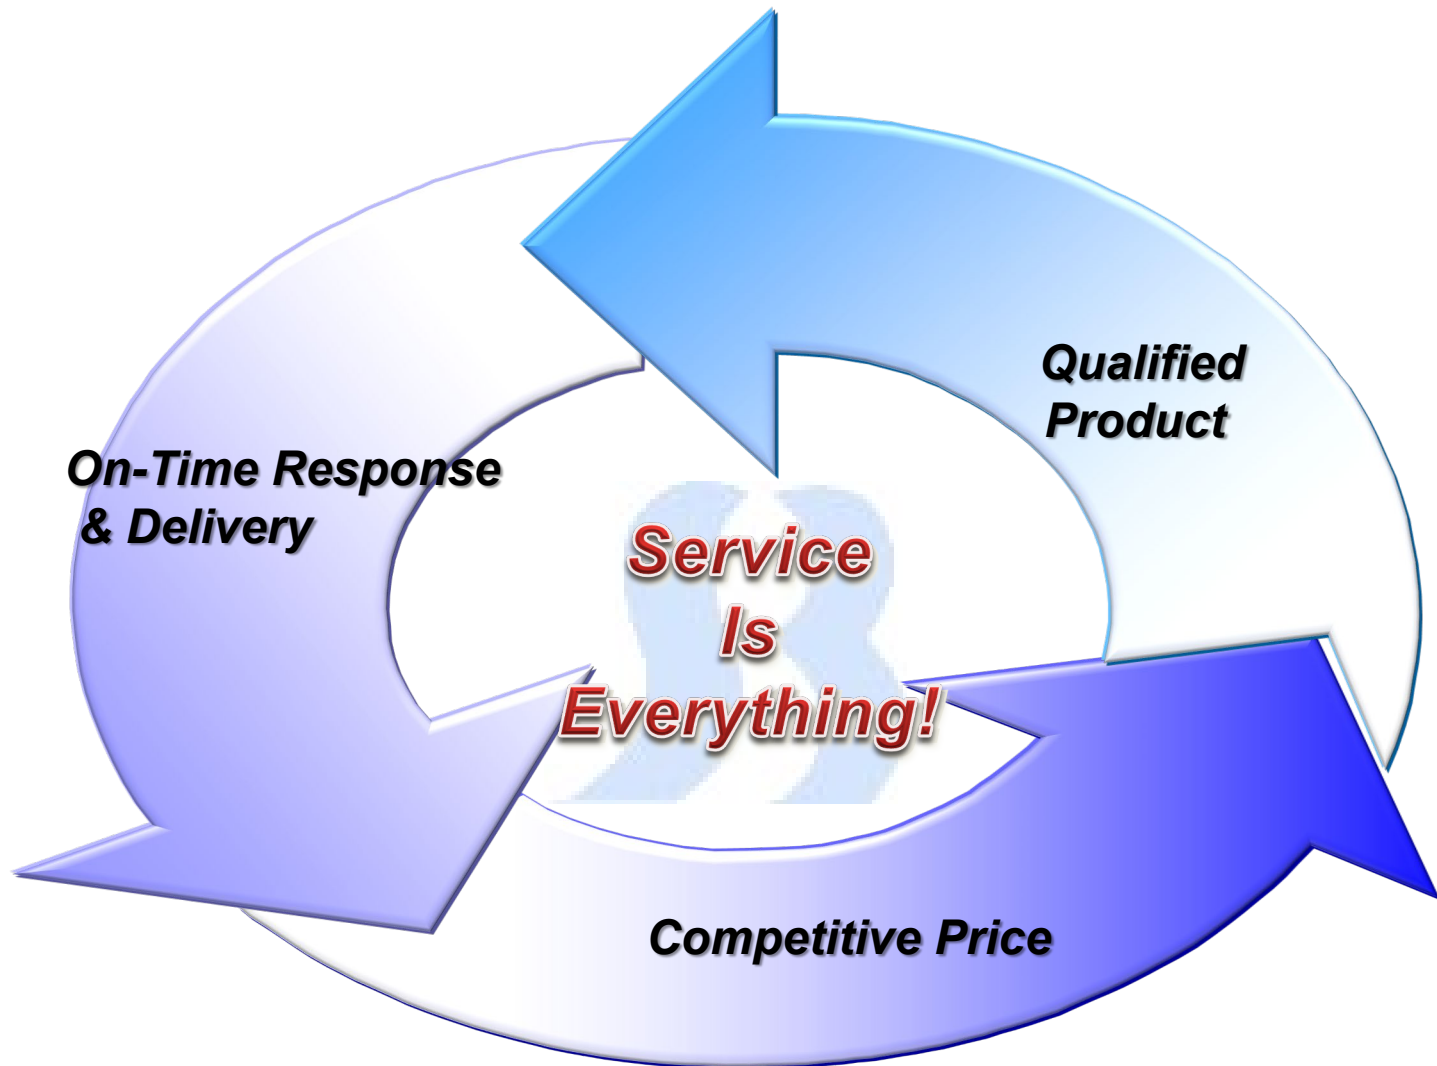 Qualified
Product
On-Time Response
& Delivery
Service
Is
Everything!
Competitive Price